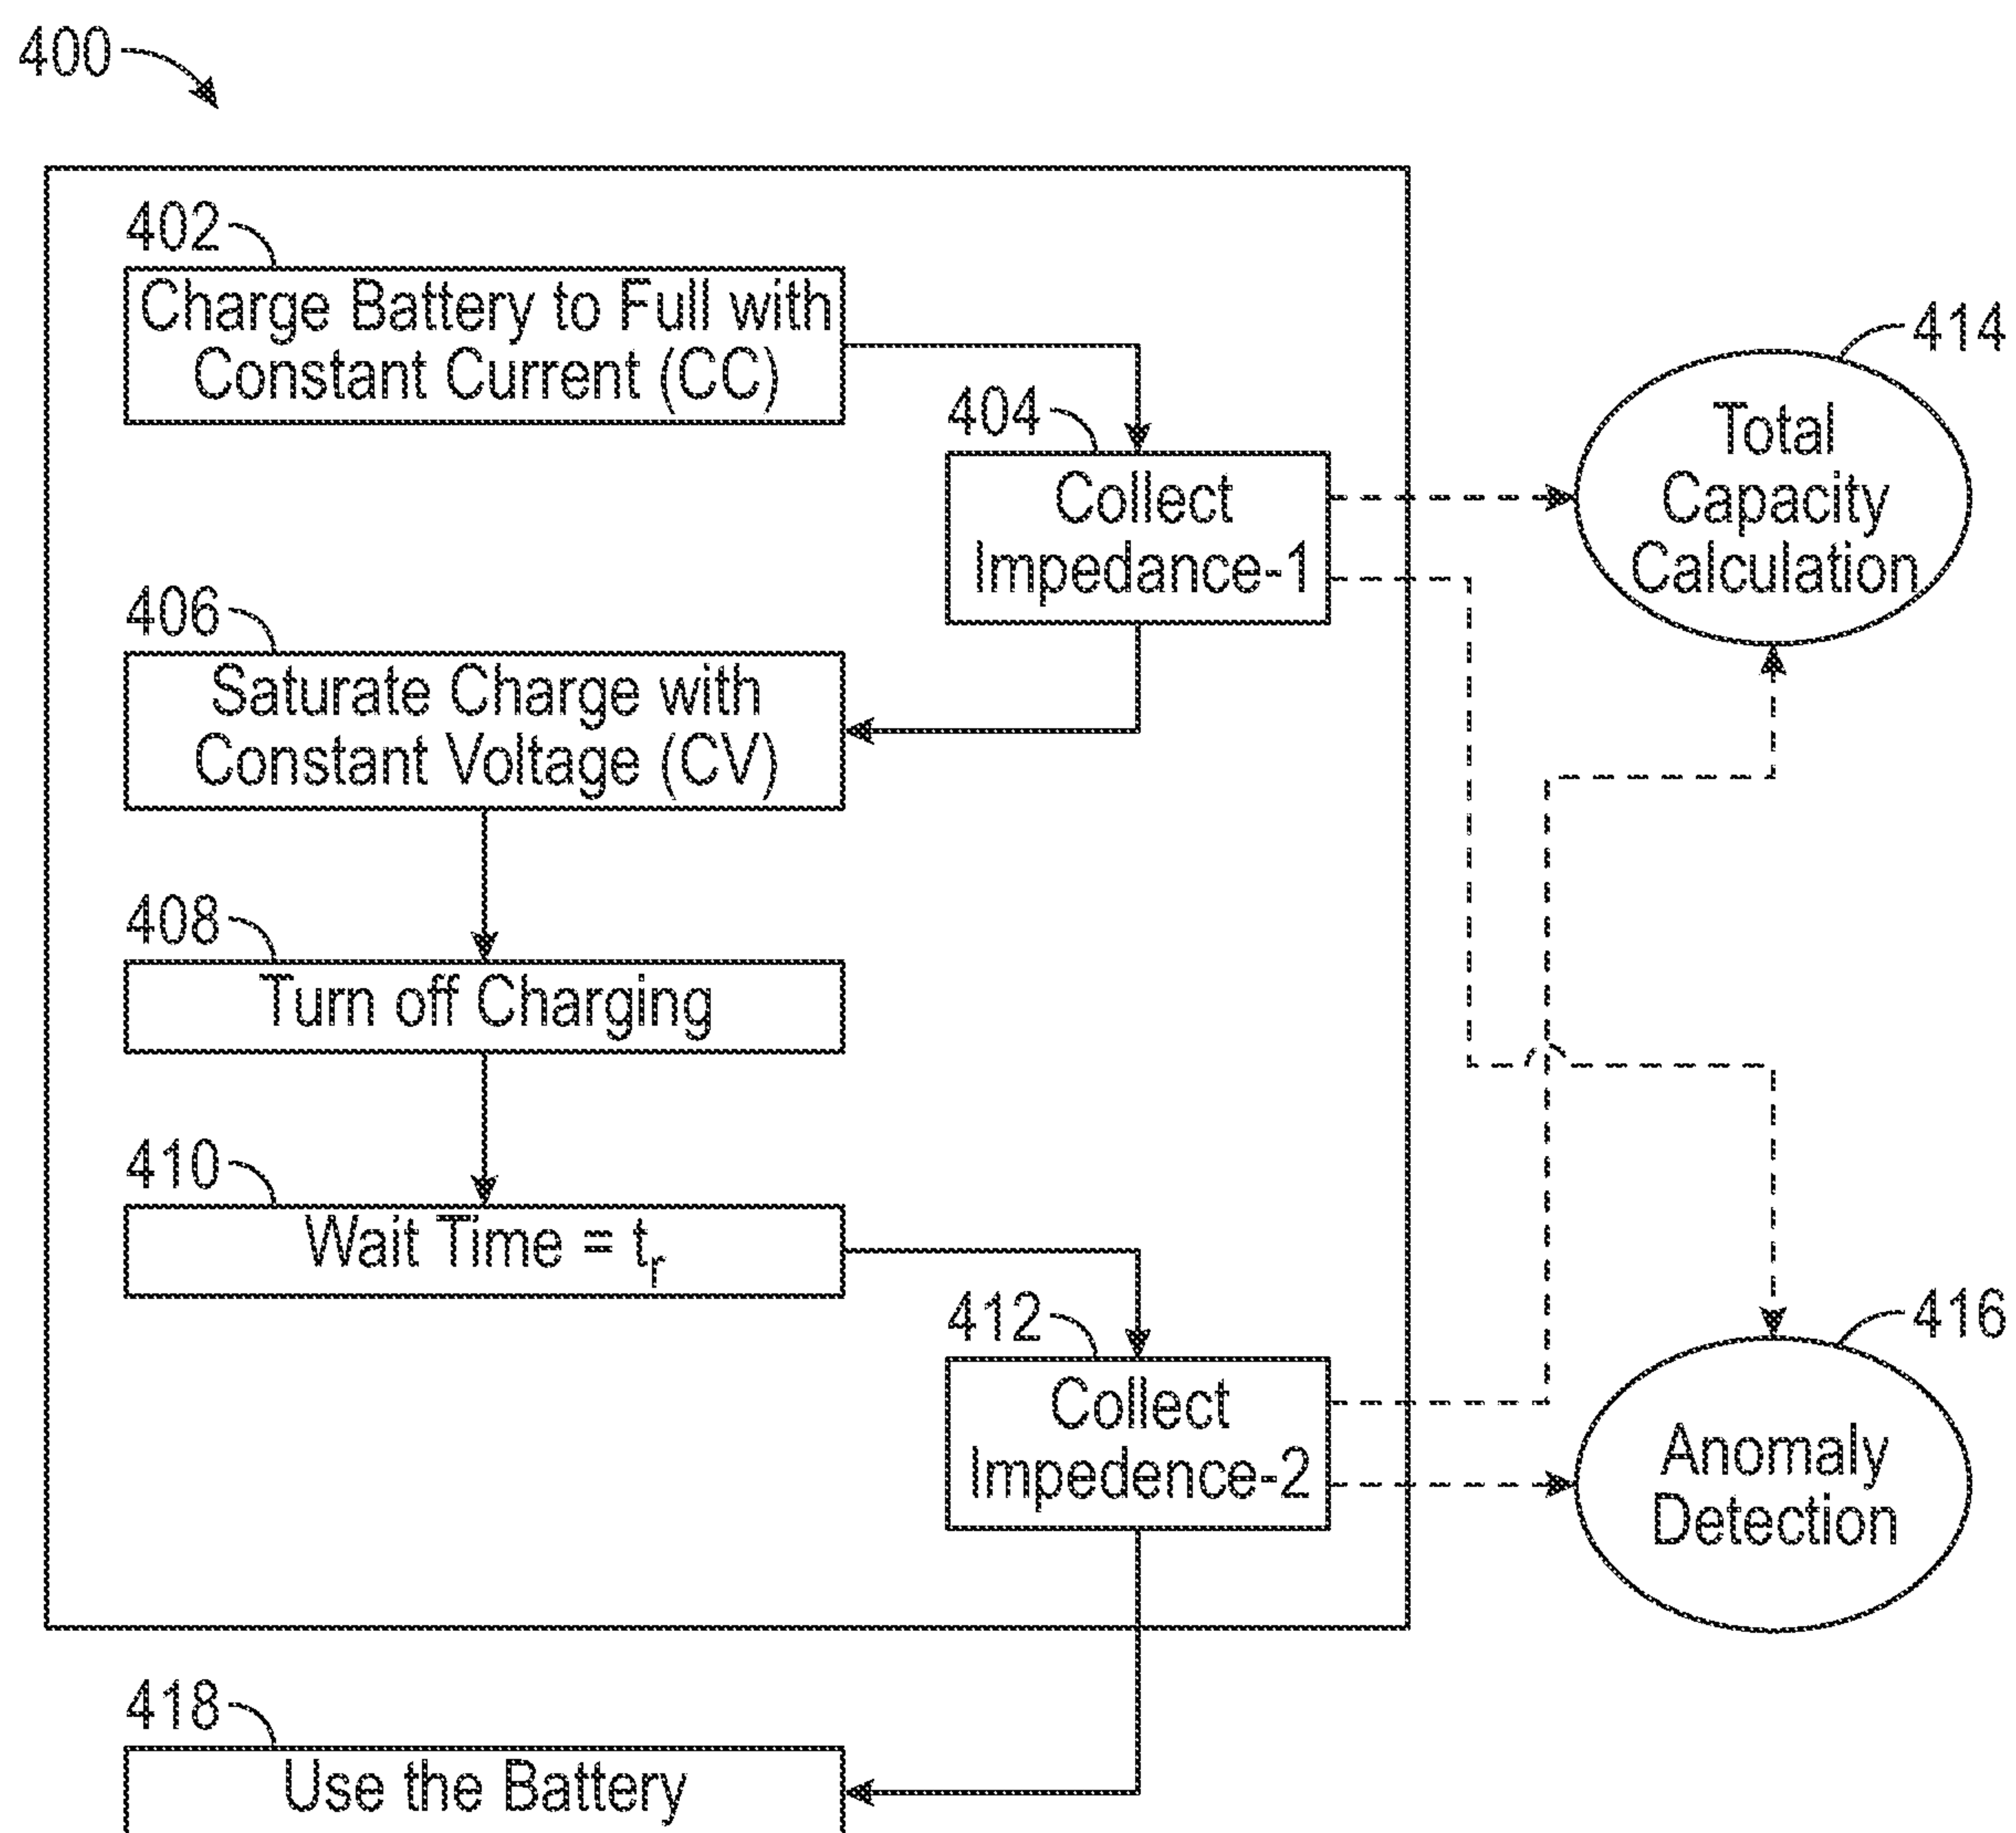 400
402
Charge Battery to Full with
Constant Current (CC)
404
Collect
Impedance-1
414
Total
Capacity
Calculation
406
Saturate Charge with
Constant Voltage (CV)
408
Turn off Charging
410
Wait Time = tr
412
Collect
Impedence-2
416
Anomaly
Detection
418
Use the Battery